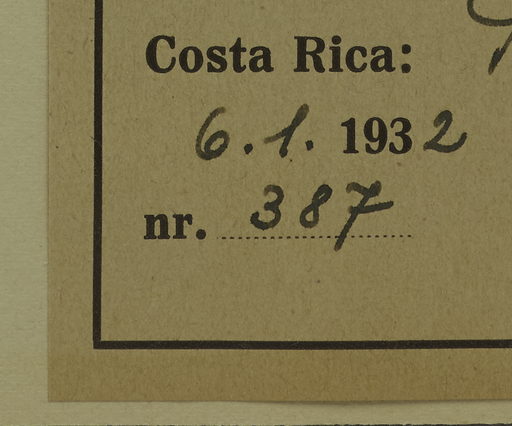 Costa Rica:
6.1. 1932
nr. 387